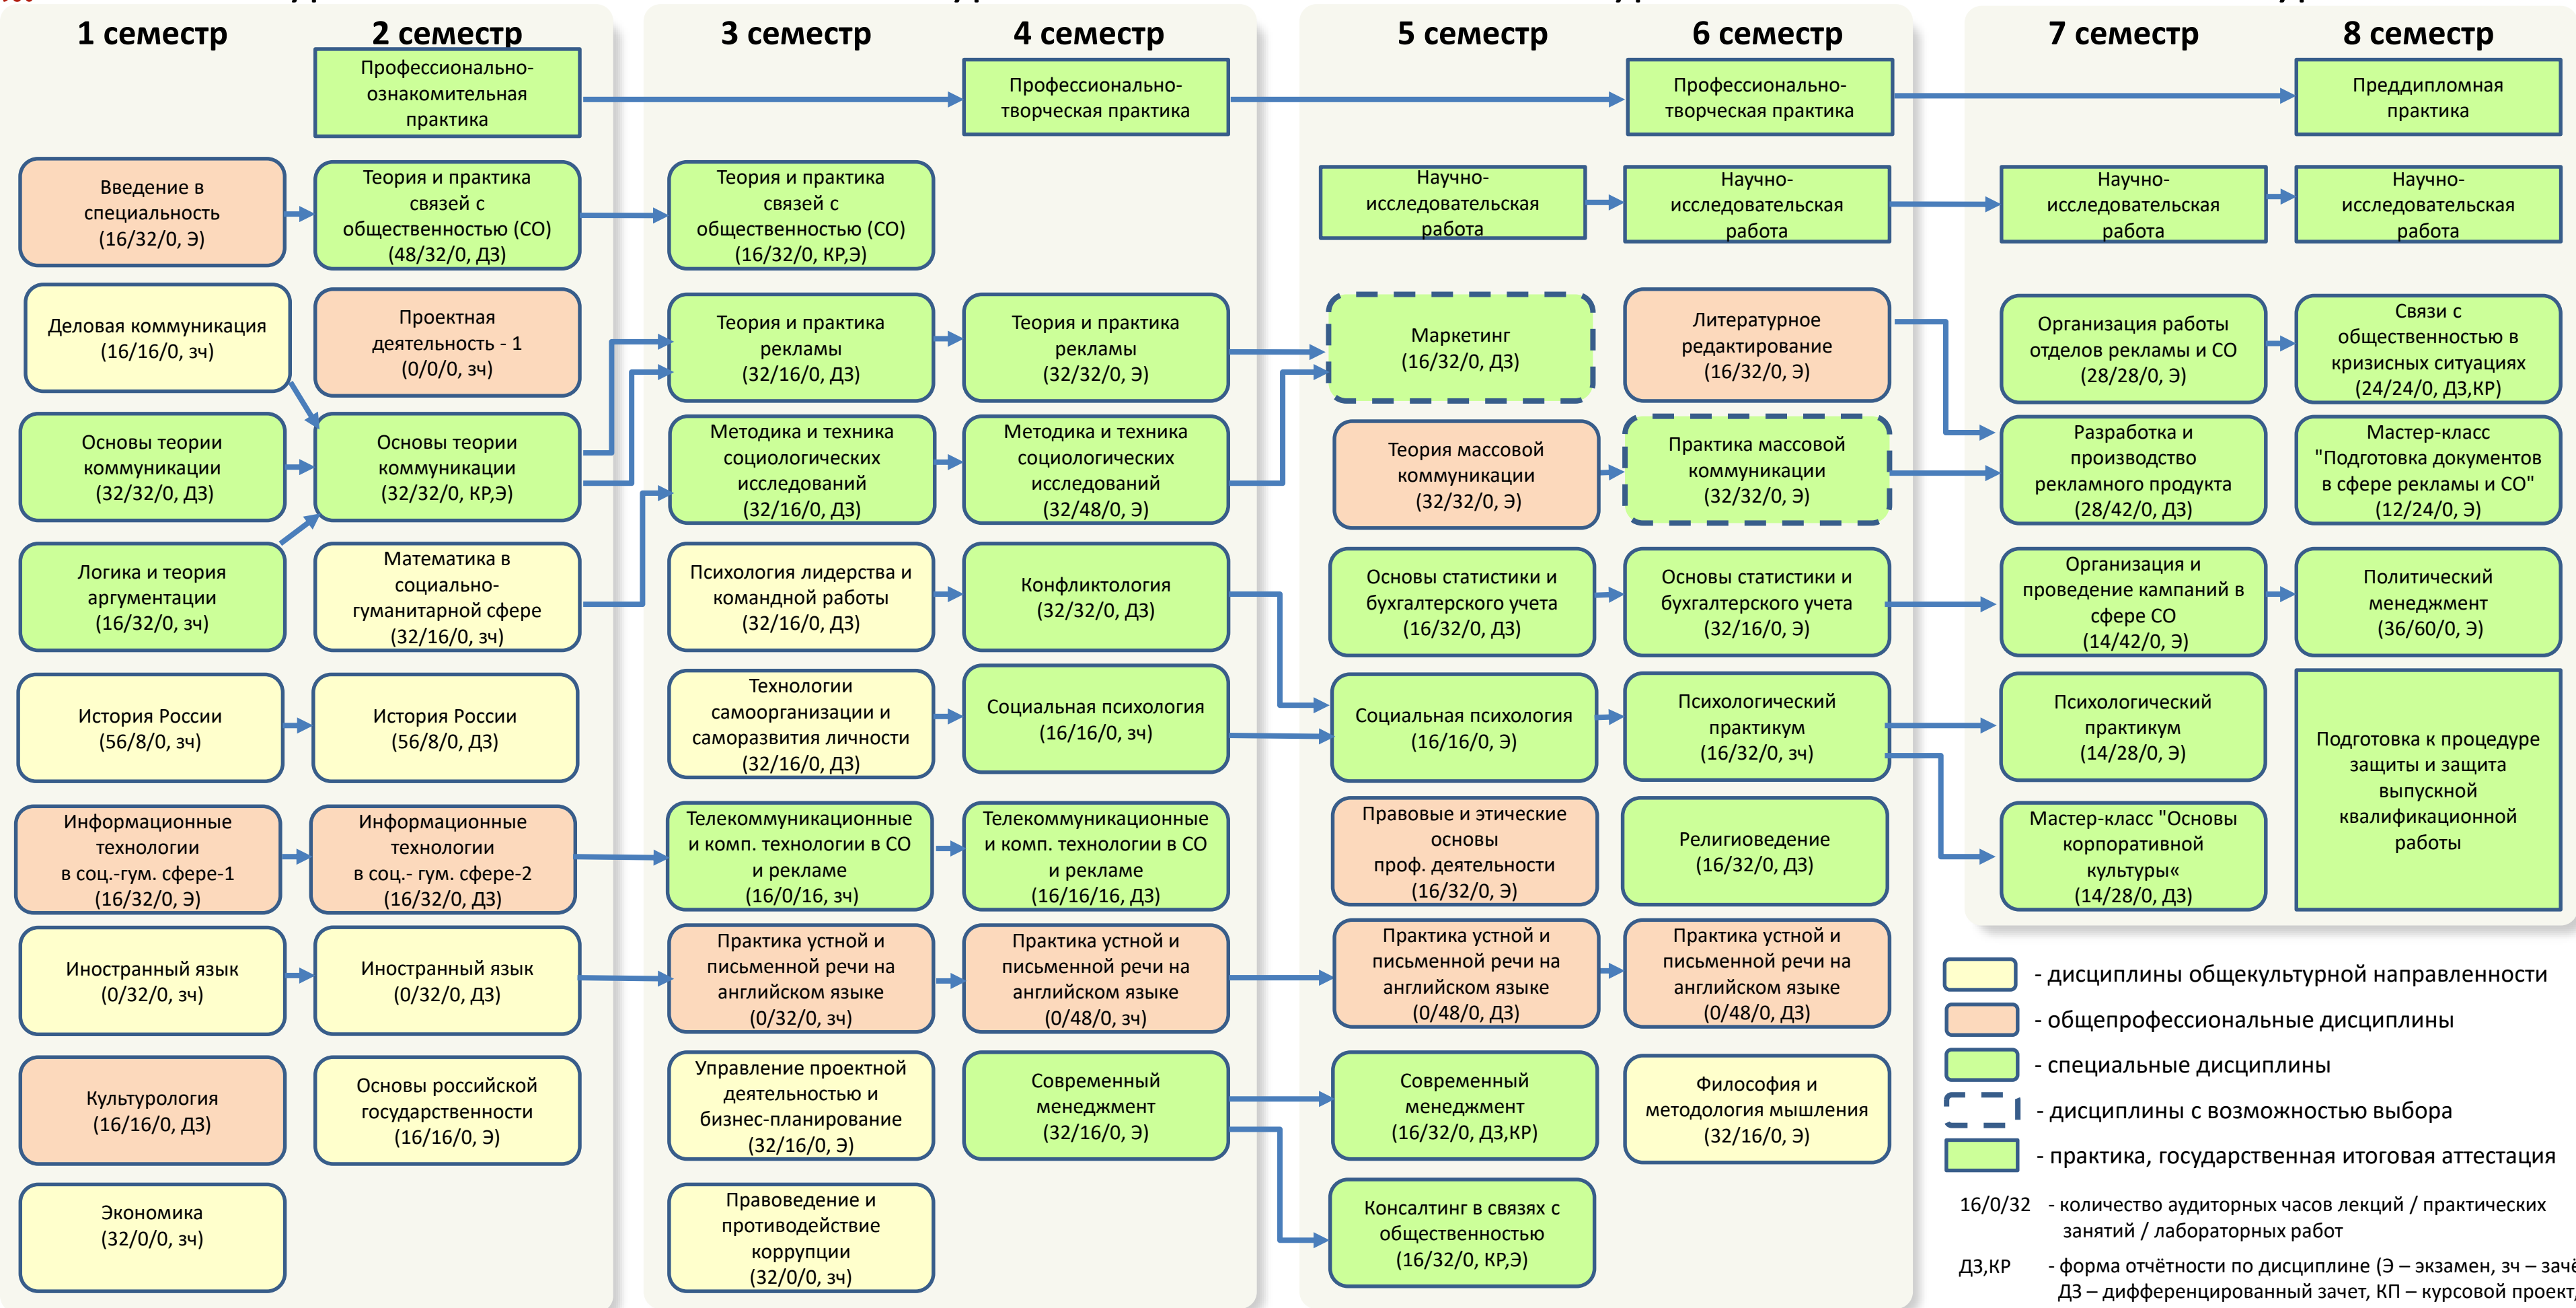 1 семестр
2 семестр
3 семестр
4 семестр
5 семестр
6 семестр
7 семестр
8 семестр
Профессионально-
ознакомительная
практика
Профессионально-
творческая практика
Профессионально-
творческая практика
Преддипломная
практика
Введение в
специальность
(16/32/0, Э)
Теория и практика
связей с
общественностью (СО)
(48/32/0, ДЗ)
Теория и практика
связей с
общественностью (СО)
(16/32/0, КР,Э)
Научно-
исследовательская
работа
Научно-
исследовательская
работа
Научно-
исследовательская
работа
Научно-
исследовательская
работа
Деловая коммуникация
(16/16/0, зч)
Проектная
деятельность - 1
(0/0/0, зч)
Теория и практика
рекламы
(32/16/0, ДЗ)
Теория и практика
рекламы
(32/32/0, Э)
Маркетинг
(16/32/0, ДЗ)
Литературное
редактирование
(16/32/0, Э)
Организация работы
отделов рекламы и СО
(28/28/0, Э)
Связи с
общественностью в
кризисных ситуациях
(24/24/0, ДЗ,КР)
Основы теории
коммуникации
(32/32/0, ДЗ)
Основы теории
коммуникации
(32/32/0, КР,Э)
Методика и техника
социологических
исследований
(32/16/0, ДЗ)
Методика и техника
социологических
исследований
(32/48/0, Э)
Теория массовой
коммуникации
(32/32/0, Э)
Практика массовой
коммуникации
(32/32/0, Э)
Разработка и
производство
рекламного продукта
(28/42/0, ДЗ)
Мастер-класс
"Подготовка документов
в сфере рекламы и СО"
(12/24/0, Э)
Логика и теория
аргументации
(16/32/0, зч)
Математика в
социально-
гуманитарной сфере
(32/16/0, зч)
Психология лидерства и
командной работы
(32/16/0, ДЗ)
Конфликтология
(32/32/0, ДЗ)
Основы статистики и
бухгалтерского учета
(16/32/0, ДЗ)
Основы статистики и
бухгалтерского учета
(32/16/0, Э)
Организация и
проведение кампаний в
сфере СО
(14/42/0, Э)
Политический
менеджмент
(36/60/0, Э)
История России
(56/8/0, зч)
История России
(56/8/0, ДЗ)
Технологии
самоорганизации и
саморазвития личности
(32/16/0, ДЗ)
Социальная психология
(16/16/0, зч)
Социальная психология
(16/16/0, Э)
Психологический
практикум
(16/32/0, зч)
Психологический
практикум
(14/28/0, Э)
Подготовка к процедуре
защиты и защита
выпускной
квалификационной
работы
Информационные
технологии
в соц.-гум. сфере-1
(16/32/0, Э)
Информационные
технологии
в соц.- гум. сфере-2
(16/32/0, ДЗ)
Телекоммуникационные
и комп. технологии в СО
и рекламе
(16/0/16, зч)
Телекоммуникационные
и комп. технологии в СО
и рекламе
(16/16/16, ДЗ)
Правовые и этические
основы
проф. деятельности
(16/32/0, Э)
Религиоведение
(16/32/0, ДЗ)
Мастер-класс "Основы
корпоративной
культуры«
(14/28/0, ДЗ)
Иностранный язык
(0/32/0, зч)
Иностранный язык
(0/32/0, ДЗ)
Практика устной и
письменной речи на
английском языке
(0/32/0, зч)
Практика устной и
письменной речи на
английском языке
(0/48/0, зч)
Практика устной и
письменной речи на
английском языке
(0/48/0, ДЗ)
Практика устной и
письменной речи на
английском языке
(0/48/0, ДЗ)
Культурология
(16/16/0, ДЗ)
Основы российской
государственности
(16/16/0, Э)
Управление проектной
деятельностью и
бизнес-планирование
(32/16/0, Э)
Современный
менеджмент
(32/16/0, Э)
Современный
менеджмент
(16/32/0, ДЗ,КР)
Философия и
методология мышления
(32/16/0, Э)
Экономика
(32/0/0, зч)
Правоведение и
противодействие
коррупции
(32/0/0, зч)
Консалтинг в связях с
общественностью
(16/32/0, КР,Э)
- дисциплины общекультурной направленности
- общепрофессиональные дисциплины
- специальные дисциплины
- дисциплины с возможностью выбора
- практика, государственная итоговая аттестация
16/0/32 - количество аудиторных часов лекций / практических
занятий / лабораторных работ
ДЗ,КР - форма отчётности по дисциплине (Э – экзамен, зч – зачё
ДЗ – дифференцированный зачет, КП – курсовой проект,